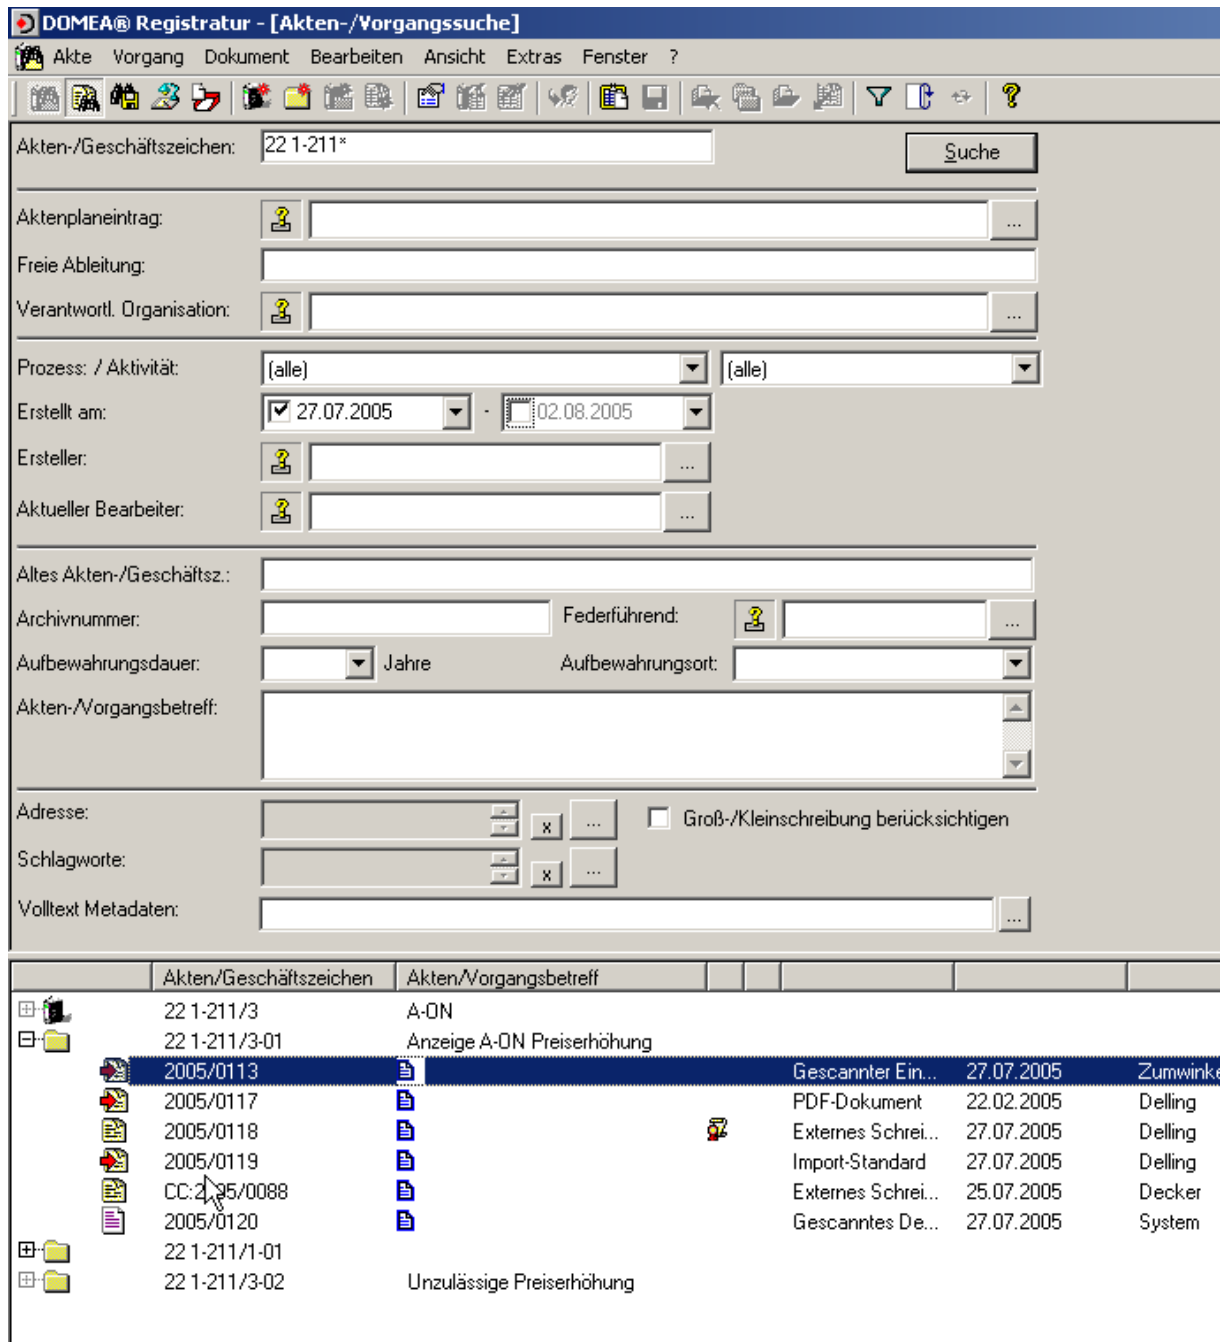 DOMEA® Registratur - [Akten-/Vorgangssuche]
Akte Vorgang Dokument Bearbeiten Ansicht Extras Fenster ?
Akten-/Geschäftszeichen: 22 1-211* Suche
Aktenplaneintrag: ...
Freie Ableitung:
Verantwortl. Organisation: ...
Prozess: / Aktivität: (alle) (alle)
Erstellt am: 27.07.2005 - 02.08.2005
Ersteller: ...
Aktueller Bearbeiter: ...
Altes Akten-/Geschäftsz.:
Archivnummer: Federführend: ...
Aufbewahrungsdauer: Jahre Aufbewahrungsort:
Akten-/Vorgangsbetreff:
Adresse: x ... Groß-/Kleinschreibung berücksichtigen
Schlagworte: x ...
Volltext Metadaten: ...
Akten/Geschäftszeichen Akten/Vorgangsbetreff
22 1-211/3 A-ON
22 1-211/3-01 Anzeige A-ON Preiserhöhung
2005/0113 Gescannter Ein... 27.07.2005 Zumwinke
2005/0117 PDF-Dokument 22.02.2005 Delling
2005/0118 Externes Schrei... 27.07.2005 Delling
2005/0119 Import-Standard 27.07.2005 Delling
CC:2005/0088 Externes Schrei... 25.07.2005 Decker
2005/0120 Gescanntes De... 27.07.2005 System
22 1-211/1-01
22 1-211/3-02 Unzulässige Preiserhöhung